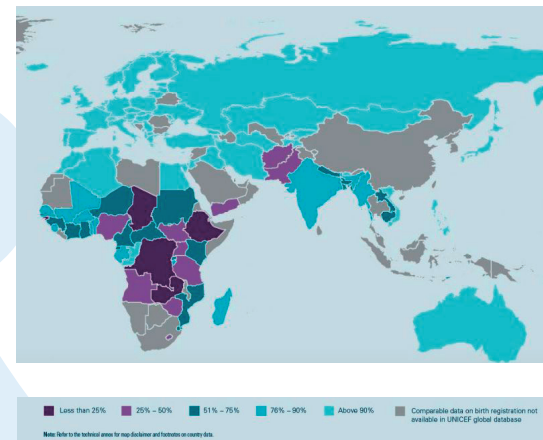 Less than 25%
25% – 50%
51% – 75%
76% – 90%
Above 90%
Comparable data on birth registration not
available in UNICEF global database
Note: Refer to the technical annex for map disclaimer and footnotes on country data.